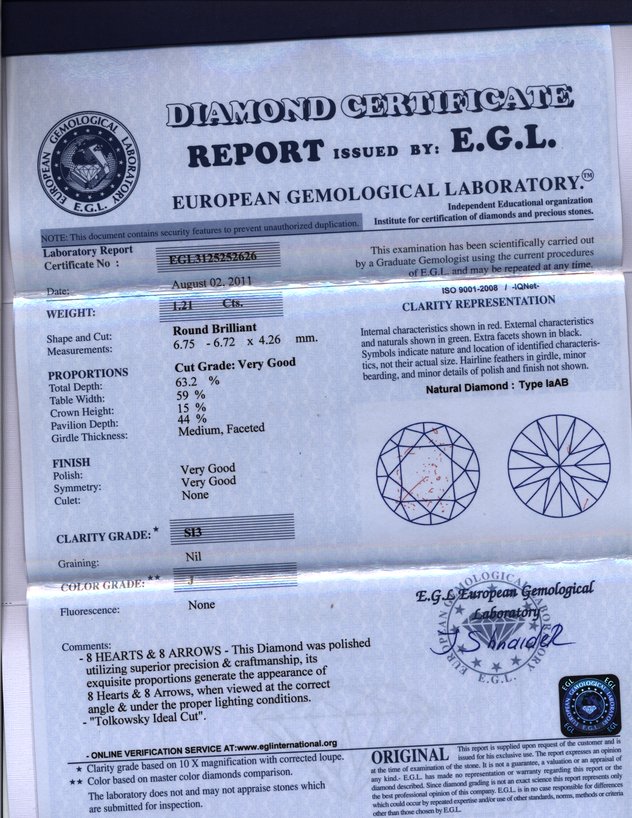 DIAMOND CERTIFICATE
REPORT ISSUED BY: E.G.L.
EUROPEAN GEMOLOGICAL LABORATORY.™
Independent Educational organization
Institute for certification of diamonds and precious stones.
EUROPEAN GEMOLOGICAL LABORATORY
E.G.L.
NOTE: This document contains security features to prevent unauthorized duplication.
Laboratory Report
Certificate No : EGL3125252626
Date: August 02. 2011
WEIGHT: 1.21 Cts.
Shape and Cut: Round Brilliant
Measurements: 6.75 - 6.72 x 4.26 mm.
PROPORTIONS Cut Grade: Very Good
Total Depth: 63.2 %
Table Width: 59 %
Crown Height: 15 %
Pavilion Depth: 44 %
Girdle Thickness: Medium, Faceted
FINISH
Polish: Very Good
Symmetry: Very Good
Culet: None
CLARITY GRADE: * SI3
Graining: Nil
COLOR GRADE: ** J
Fluorescence: None
Comments:
- 8 HEARTS & 8 ARROWS - This Diamond was polished
utilizing superior precision & craftmanship, its
exquisite proportions generate the appearance of
8 Hearts & 8 Arrows, when viewed at the correct
angle & under the proper lighting conditions.
- "Tolkowsky Ideal Cut".
- ONLINE VERIFICATION SERVICE AT:www.eglinternational.org
★ Clarity grade based on 10 X magnification with corrected loupe.
★★ Color based on master color diamonds comparison.
The laboratory does and may not appraise stones which
are submitted for inspection.
This examination has been scientifically carried out
by a Graduate Gemologist using the current procedures
of E.G.L. and may be repeated at any time.
ISO 9001-2008 / -IQNet-
CLARITY REPRESENTATION
Internal characteristics shown in red. External characteristics
and naturals shown in green. Extra facets shown in black.
Symbols indicate nature and location of identified characteris-
tics, not their actual size. Hairline feathers in girdle, minor
bearding, and minor details of polish and finish not shown.
Natural Diamond : Type IaAB
E.G.L European Gemological
Laboratory
J Shnaider
EUROPEAN GEMOLOGICAL LABORATORY
E.G.L.
EGL
EGL
E.G.L.
ORIGINAL This report is supplied upon request of the customer and is
issued for his exclusive use. The report expresses an opinion
at the time of examination of the stone. It is not a guarantee, a valuation or an appraisal of
any kind.- E.G.L. has made no representation or warranty regarding this report or the
diamond described. Since diamond grading is not an exact science this report represents only
the best professional opinion of this company. E.G.L. is in no case responsible for differences
which could occur by repeated expertise and/or use of other standards, norms, methods or criteria
other than those chosen by E.G.L.